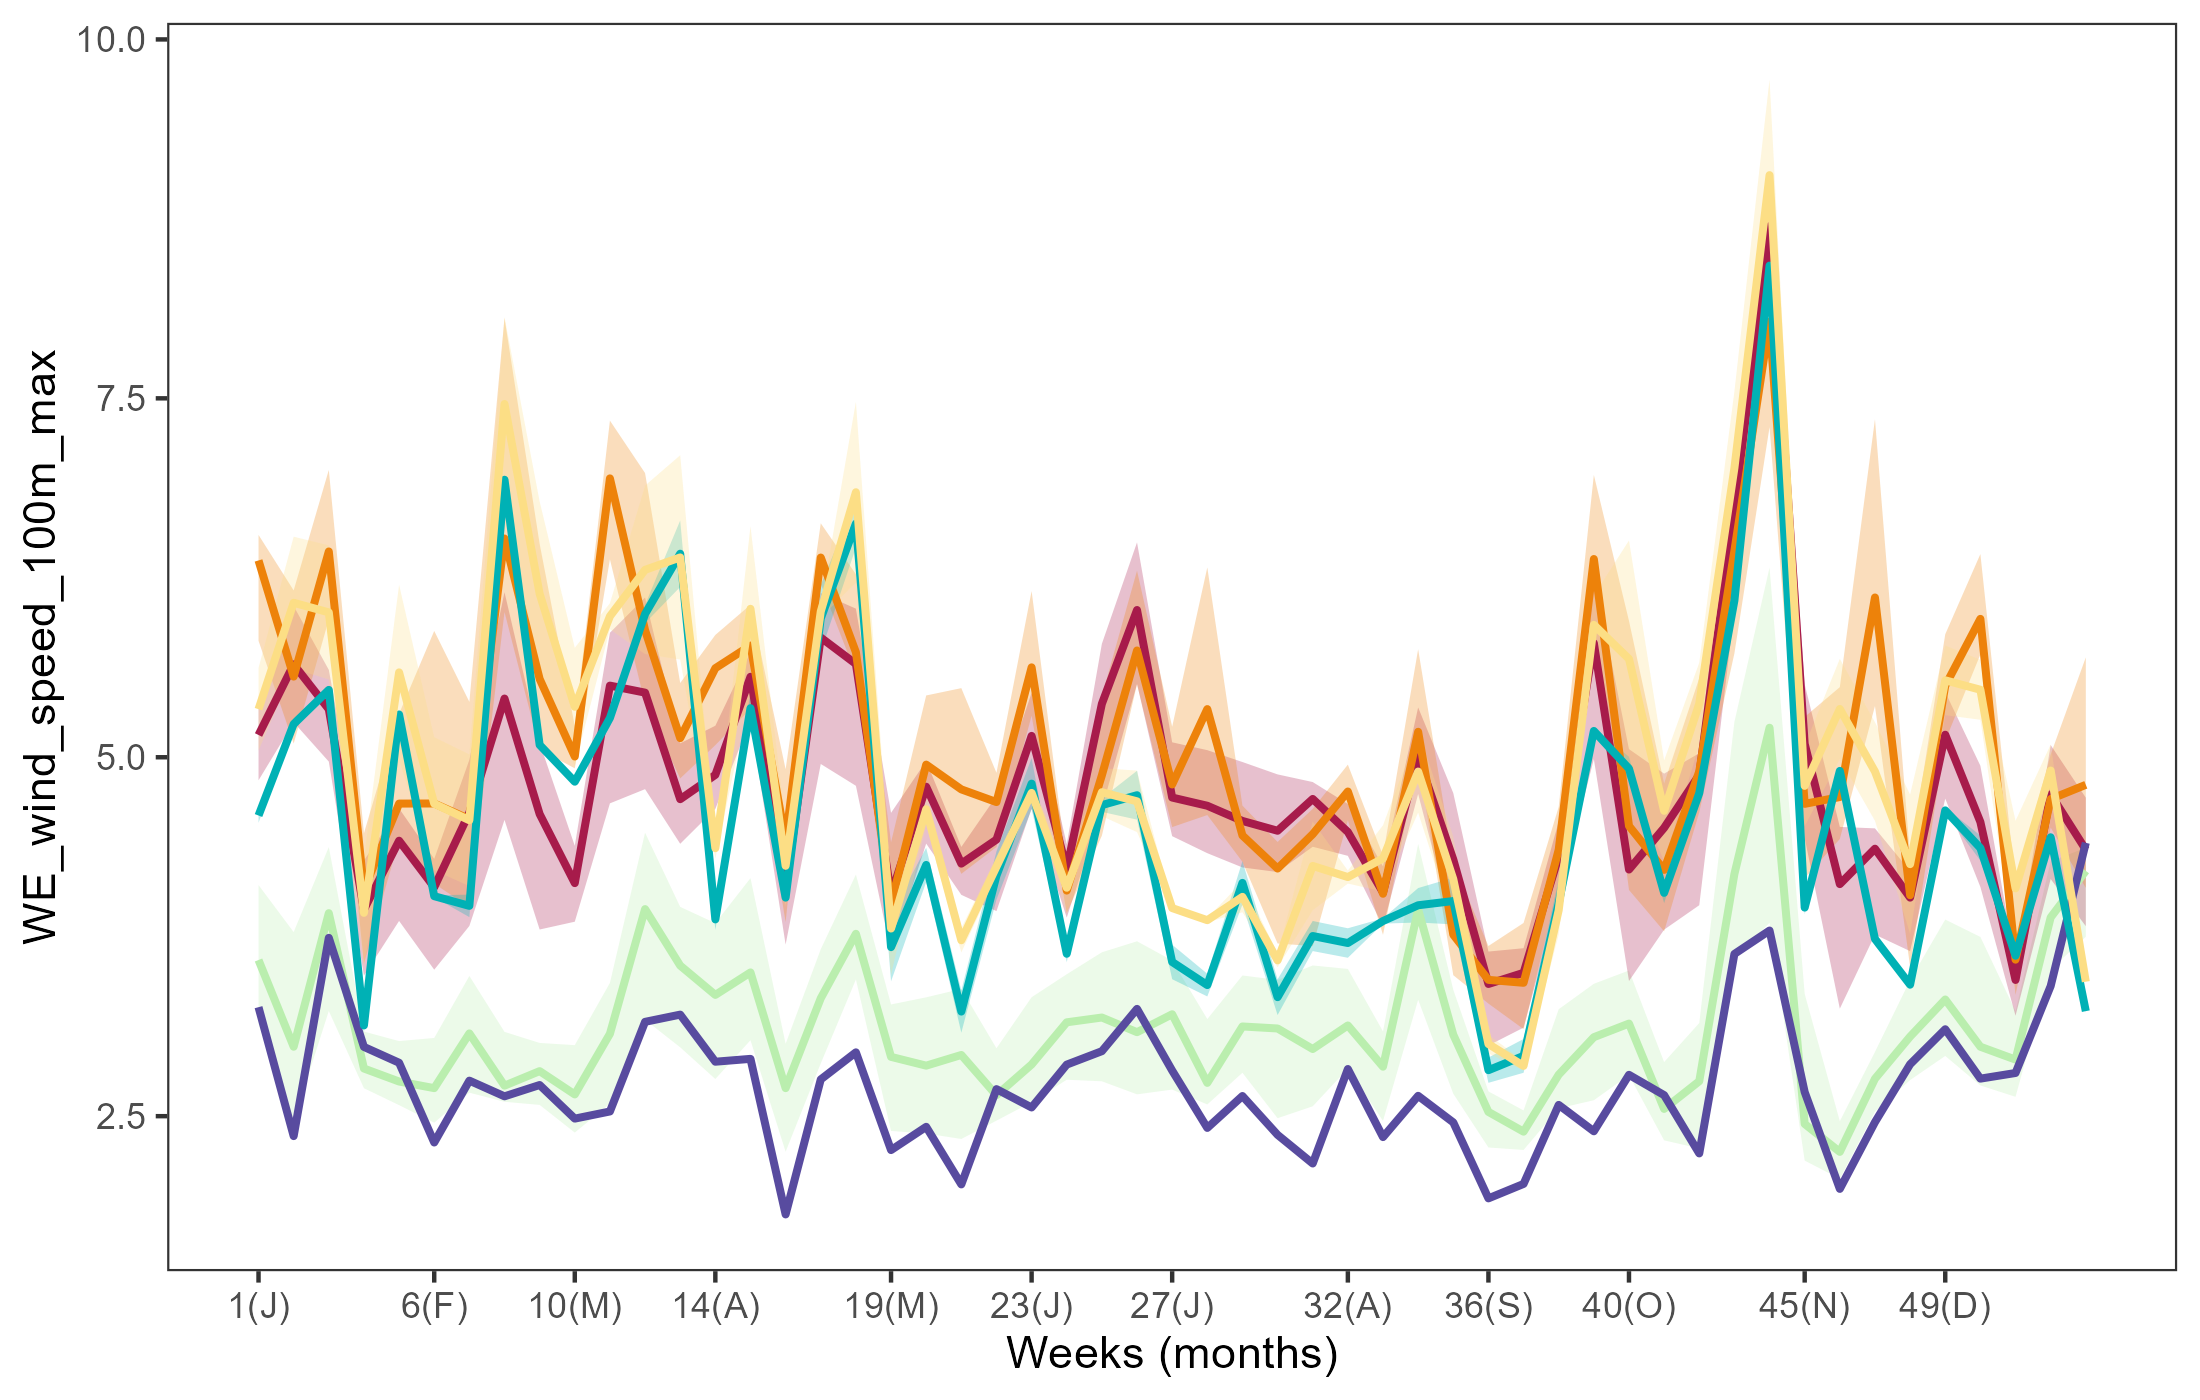 WE_wind_speed_100m_max
10.0
7.5
5.0
2.5
1(J) 6(F) 10(M) 14(A) 19(M) 23(J) 27(J) 32(A) 36(S) 40(O) 45(N) 49(D)
Weeks (months)